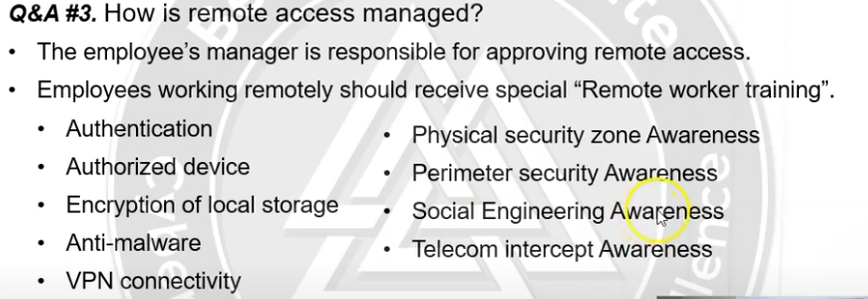 Q&A #3. How is remote access managed?
• The employee's manager is responsible for approving remote access.
• Employees working remotely should receive special “Remote worker training”.
• Authentication
• Authorized device
• Encryption of local storage
• Anti-malware
• VPN connectivity
• Physical security zone Awareness
• Perimeter security Awareness
• Social Engineering Awareness
• Telecom intercept Awareness